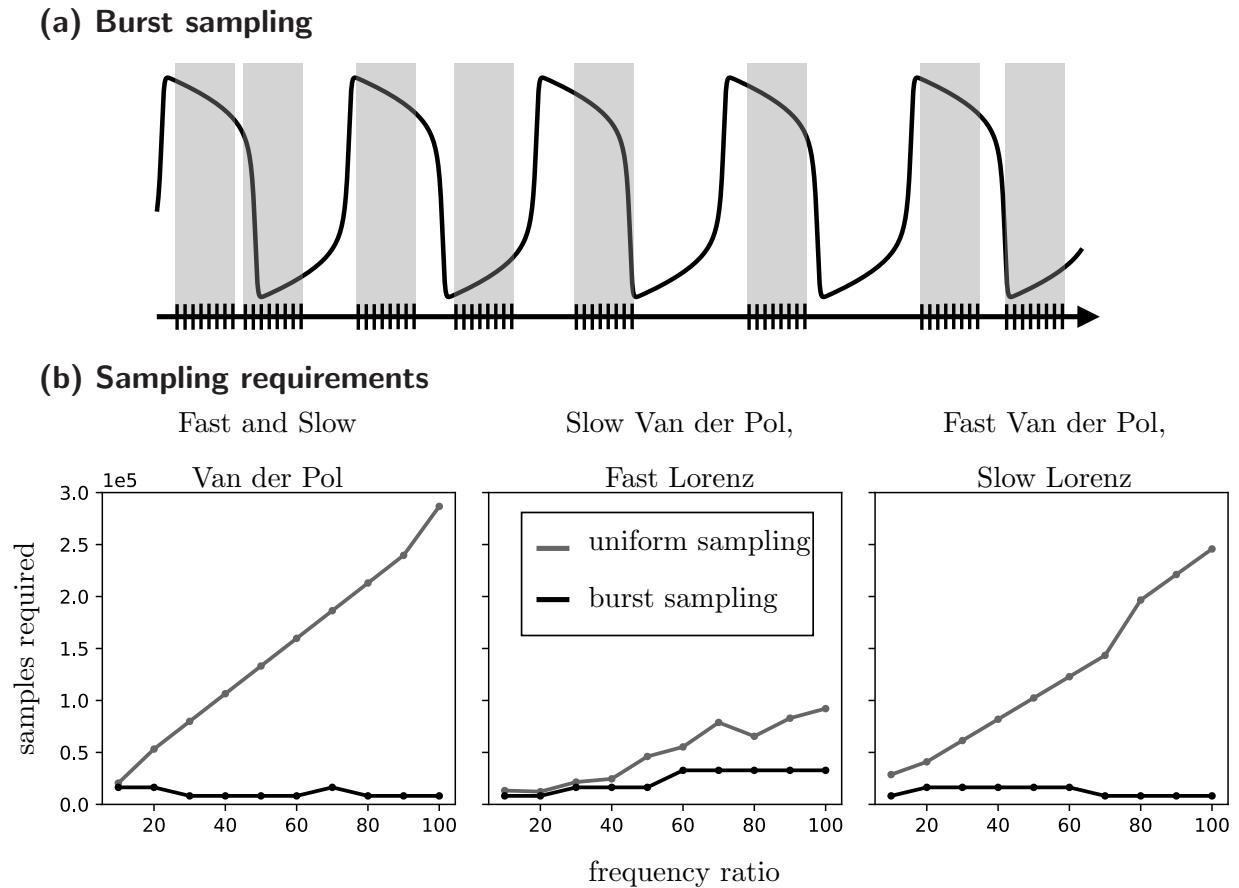 (a) Burst sampling
(b) Sampling requirements
Fast and Slow
Van der Pol
Slow Van der Pol,
Fast Lorenz
Fast Van der Pol,
Slow Lorenz
1e5
3.0
2.5
2.0
1.5
1.0
0.5
0.0
samples required
uniform sampling
burst sampling
20 40 60 80 100
20 40 60 80 100
20 40 60 80 100
frequency ratio